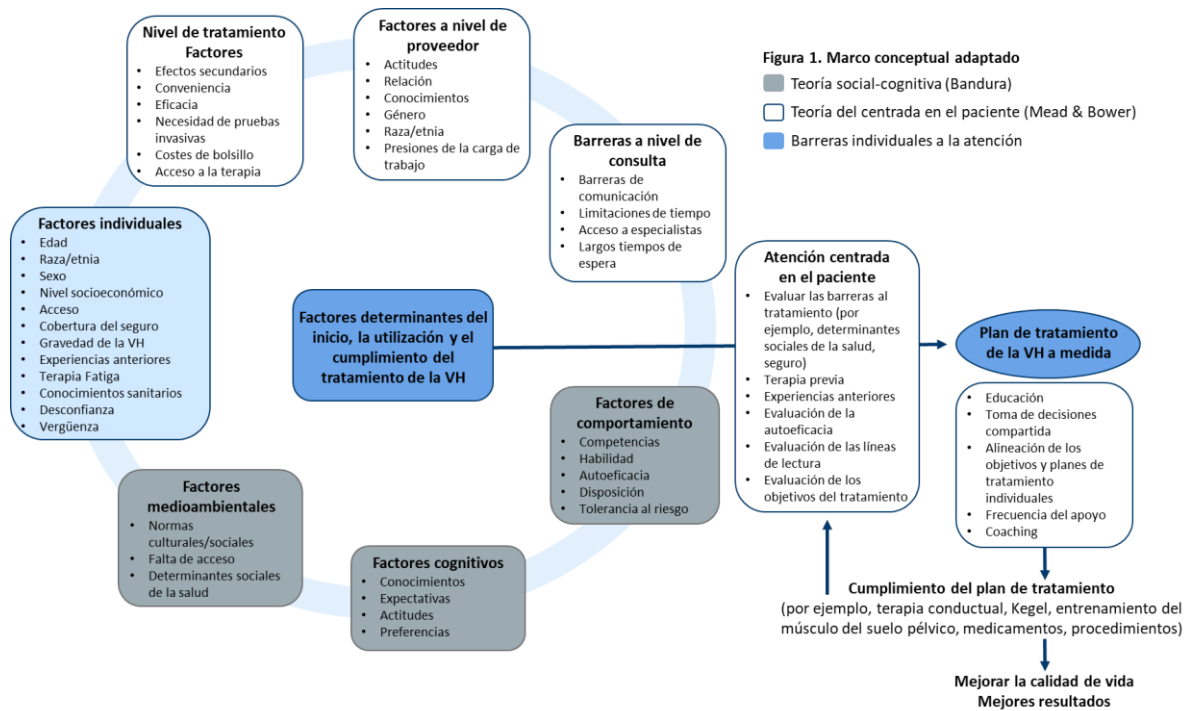 Nivel de tratamiento
Factores
• Efectos secundarios
• Conveniencia
• Eficacia
• Necesidad de pruebas
invasivas
• Costes de bolsillo
• Acceso a la terapia
Factores a nivel de
proveedor
• Actitudes
• Relación
• Conocimientos
• Género
• Raza/etnia
• Presiones de la carga de
trabajo
Figura 1. Marco conceptual adaptado
Teoría social-cognitiva (Bandura)
Teoría del centrada en el paciente (Mead & Bower)
Barreras individuales a la atención
Barreras a nivel de
consulta
• Barreras de
comunicación
• Limitaciones de tiempo
• Acceso a especialistas
• Largos tiempos de
espera
Factores individuales
• Edad
• Raza/etnia
• Sexo
• Nivel socioeconómico
• Acceso
• Cobertura del seguro
• Gravedad de la VH
• Experiencias anteriores
• Terapia Fatiga
• Conocimientos sanitarios
• Desconfianza
• Vergüenza
Factores determinantes del
inicio, la utilización y el
cumplimiento del
tratamiento de la VH
Atención centrada
en el paciente
• Evaluar las barreras al
tratamiento (por
ejemplo, determinantes
sociales de la salud,
seguro)
• Terapia previa
• Experiencias anteriores
• Evaluación de la
autoeficacia
• Evaluación de las líneas
de lectura
• Evaluación de los
objetivos del tratamiento
Plan de tratamiento
de la VH a medida
• Educación
• Toma de decisiones
compartida
• Alineación de los
objetivos y planes de
tratamiento
individuales
• Frecuencia del apoyo
• Coaching
Factores de
comportamiento
• Competencias
• Habilidad
• Autoeficacia
• Disposición
• Tolerancia al riesgo
Factores
medioambientales
• Normas
culturales/sociales
• Falta de acceso
• Determinantes sociales
de la salud
Factores cognitivos
• Conocimientos
• Expectativas
• Actitudes
• Preferencias
Cumplimiento del plan de tratamiento
(por ejemplo, terapia conductual, Kegel, entrenamiento del
músculo del suelo pélvico, medicamentos, procedimientos)
Mejorar la calidad de vida
Mejores resultados